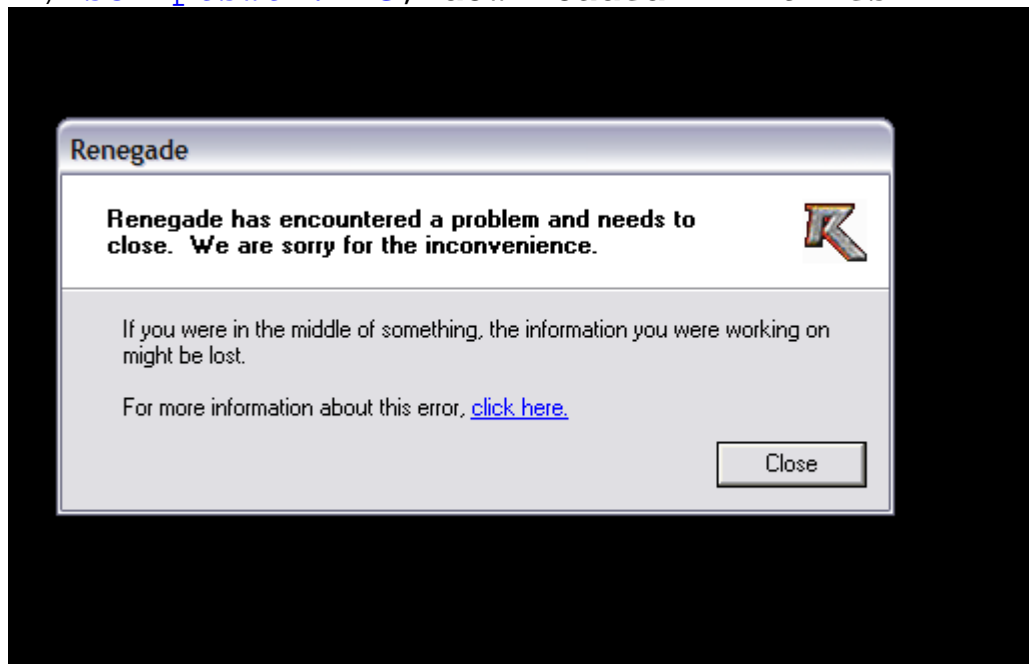 Renegade
Renegade has encountered a problem and needs to
close.  We are sorry for the inconvenience.
If you were in the middle of something, the information you were working on
might be lost.
For more information about this error, click here.
Close